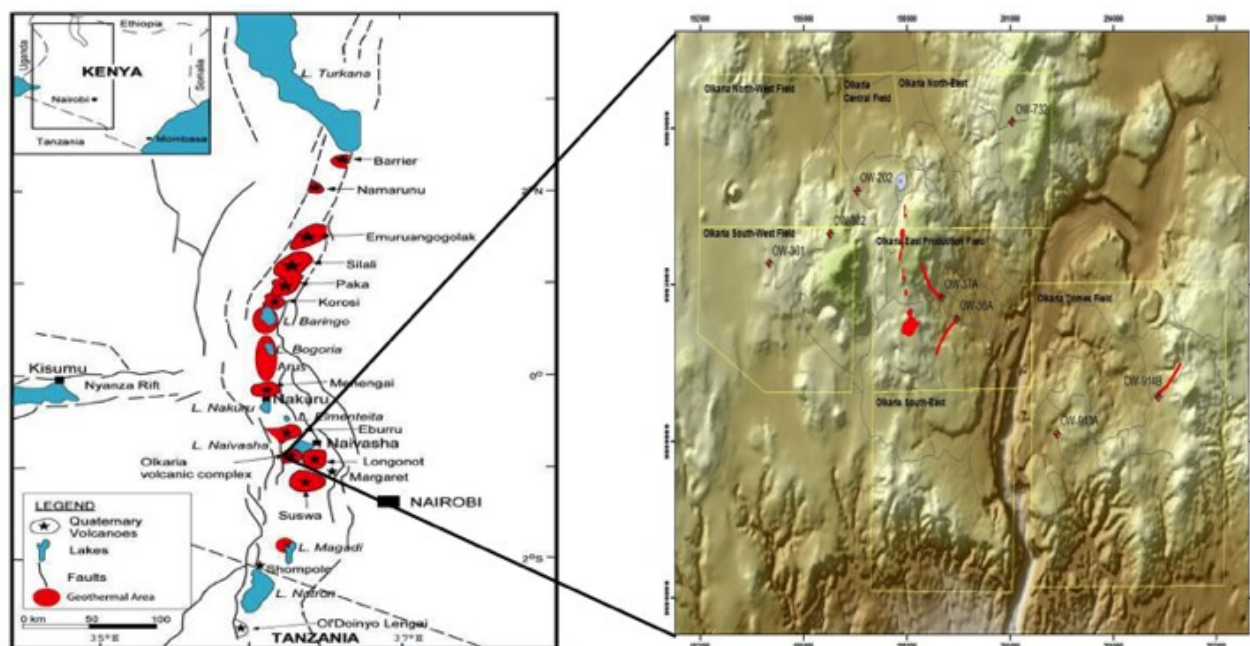 Ethiopia
Uganda
KENYA
Somalia
Nairobi
Tanzania
Mombasa
L. Turkana
Barrier
2°N
Namarunu
Emuruangogolak
Silali
Paka
Korosi
L. Baringo
L. Bogoria
Arus
Kisumu
Nyanza Rift
Menengai
0°
Nakuru
L. Nakuru
L. Elmenteita
Eburru
L. Naivasha
Naivasha
Olkaria
volcanic complex
Longonot
Margaret
NAIROBI
Suswa
L. Magadi
2°S
Shompole
L. Natron
Ol'Doinyo Lengai
TANZANIA
LEGEND
Quaternary
Volcanoes
Lakes
Faults
Geothermal Area
0 km 50 100
35°E
37°E
Olkaria North-West Field
Olkaria
Central Field
Olkaria North-East
OW-732
OW-202
Olkaria South-West Field
OW-901
Olkaria East Production Field
OW-37A
OW-38A
Olkaria Domes Field
OW-914B
Olkaria South-East